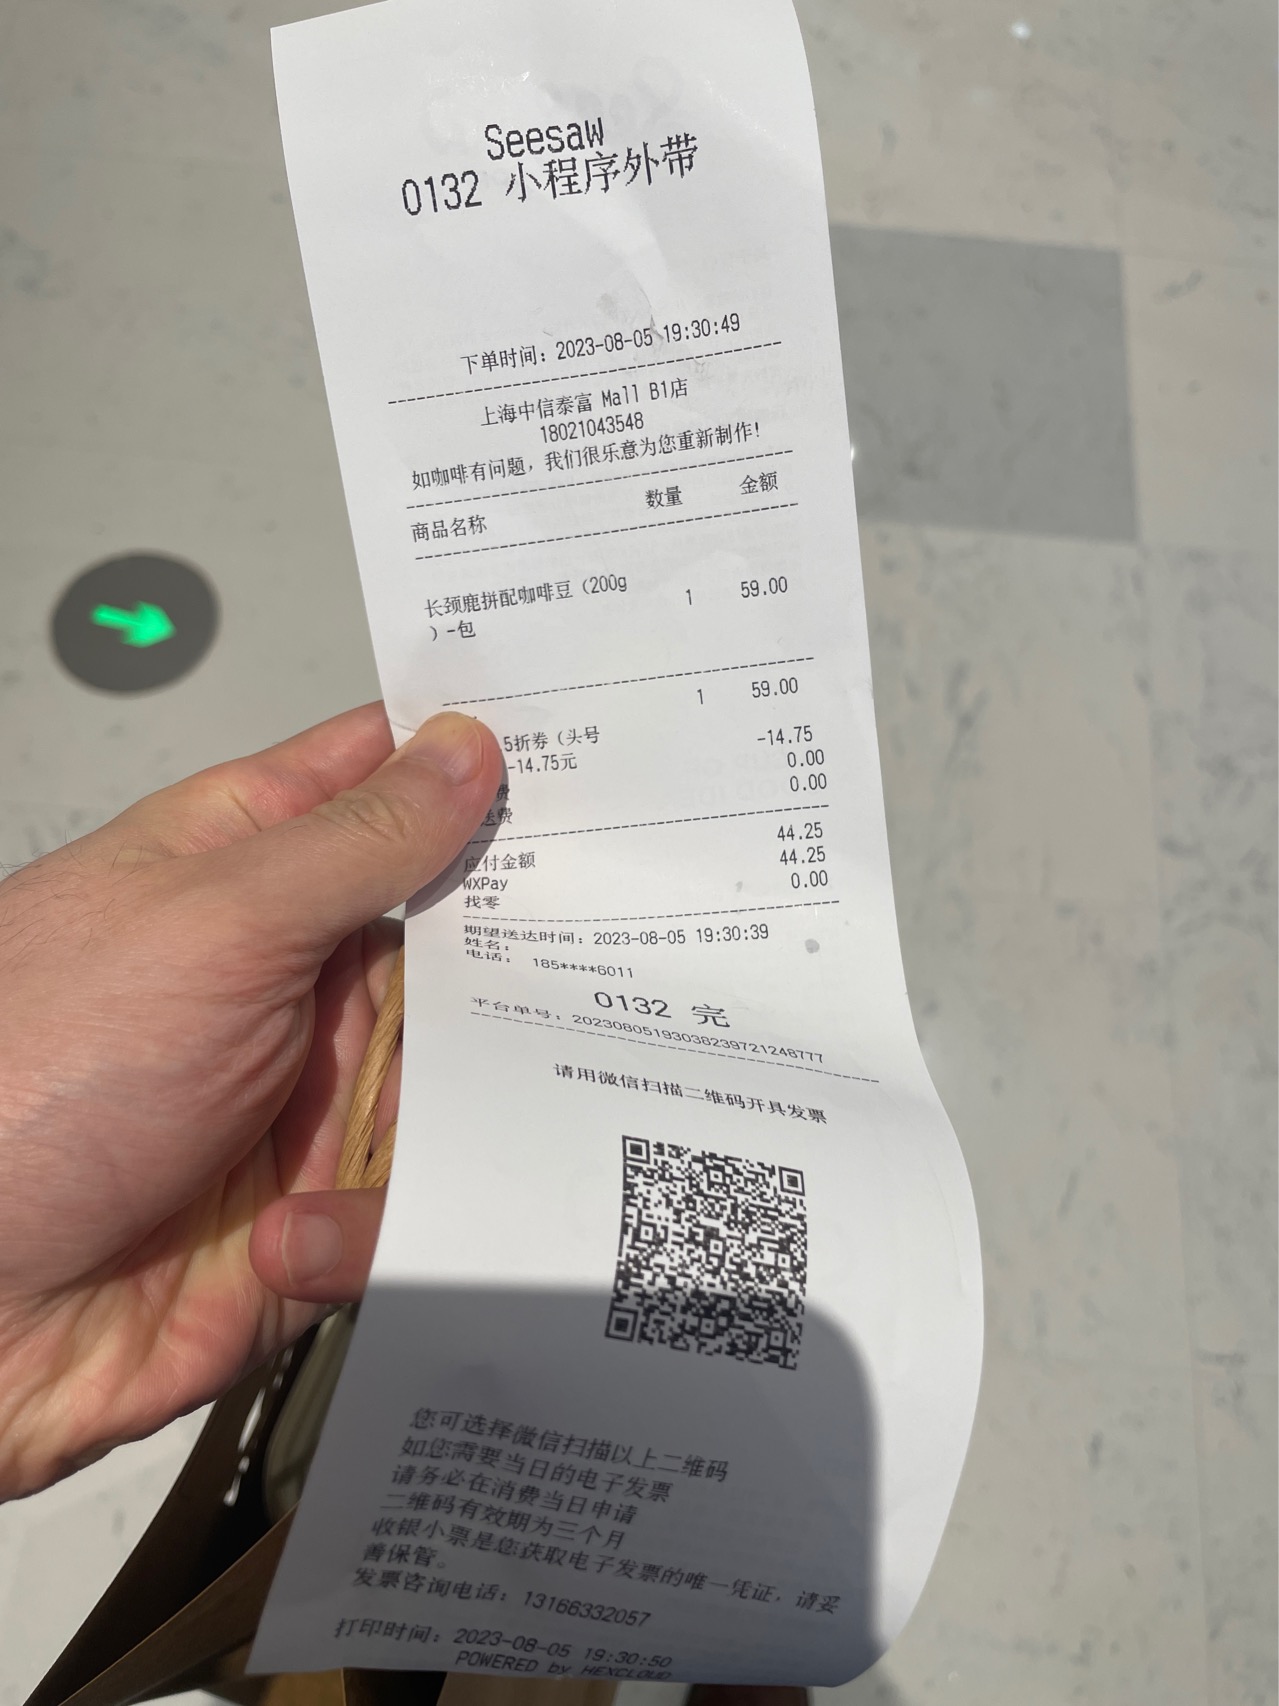 Seesaw
0132 小程序外带
下单时间: 2023-08-05 19:30:49
上海中信泰富 Mall B1店
18021043548
如咖啡有问题，我们很乐意为您重新制作!
商品名称 数量 金额
长颈鹿拼配咖啡豆（200g 1 59.00
）-包
1 59.00
5折券（头号 -14.75
-14.75元 0.00
费 0.00
送费
44.25
应付金额 44.25
WXPay 0.00
找零
期望送达时间: 2023-08-05 19:30:39
姓名:
电话: 185****6011
0132 完
平台单号: 20230805193038239721248777
请用微信扫描二维码开具发票
您可选择微信扫描以上二维码
如您需要当日的电子发票
请务必在消费当日申请
二维码有效期为三个月
收银小票是您获取电子发票的唯一凭证，请妥
善保管。
发票咨询电话: 13166332057
打印时间: 2023-08-05 19:30:50
POWERED by HEXCLOUD